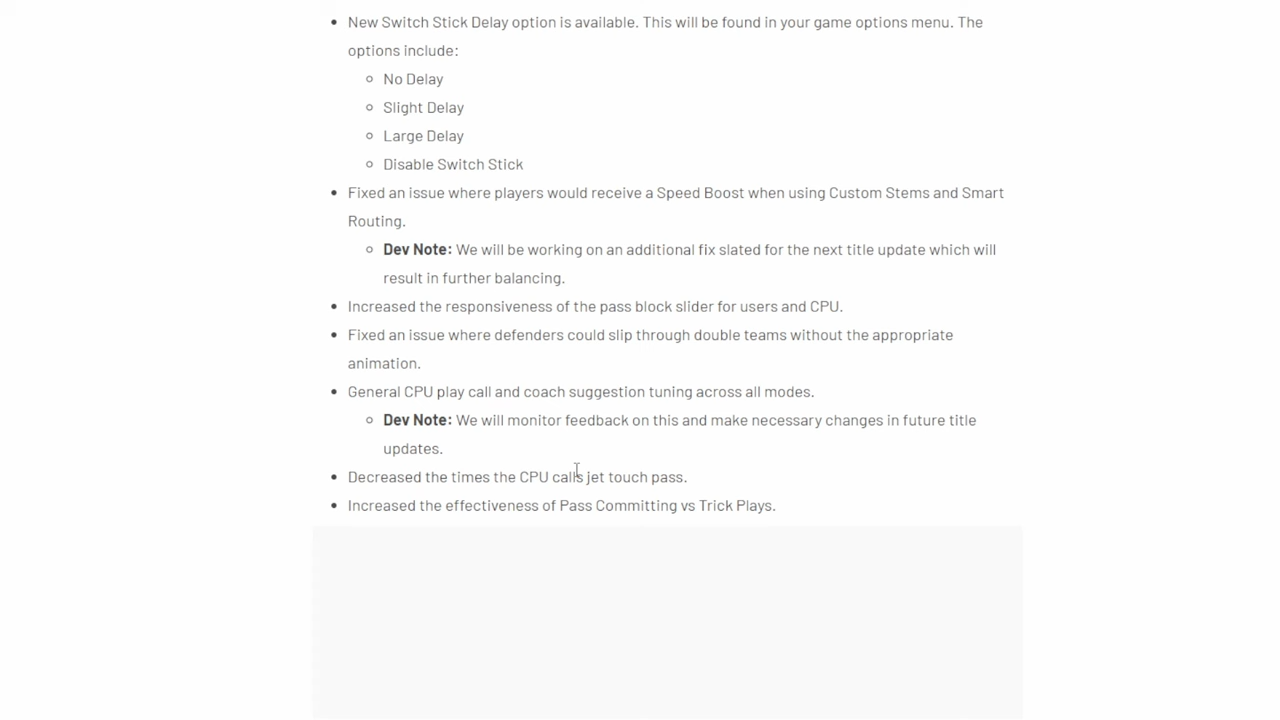 New Switch Stick Delay option is available. This will be found in your game options menu. The
options include:
No Delay
Slight Delay
Large Delay
Disable Switch Stick
Fixed an issue where players would receive a Speed Boost when using Custom Stems and Smart
Routing.
Dev Note: We will be working on an additional fix slated for the next title update which will
result in further balancing.
Increased the responsiveness of the pass block slider for users and CPU.
Fixed an issue where defenders could slip through double teams without the appropriate
animation.
General CPU play call and coach suggestion tuning across all modes.
Dev Note: We will monitor feedback on this and make necessary changes in future title
updates.
Decreased the times the CPU calls jet touch pass.
Increased the effectiveness of Pass Committing vs Trick Plays.